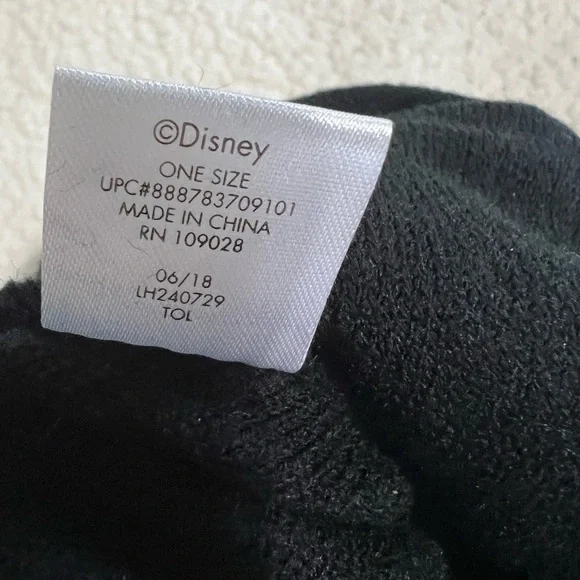 ©Disney
ONE SIZE
UPC#888783709101
MADE IN CHINA
RN 109028
06/18
LH240729
TOL